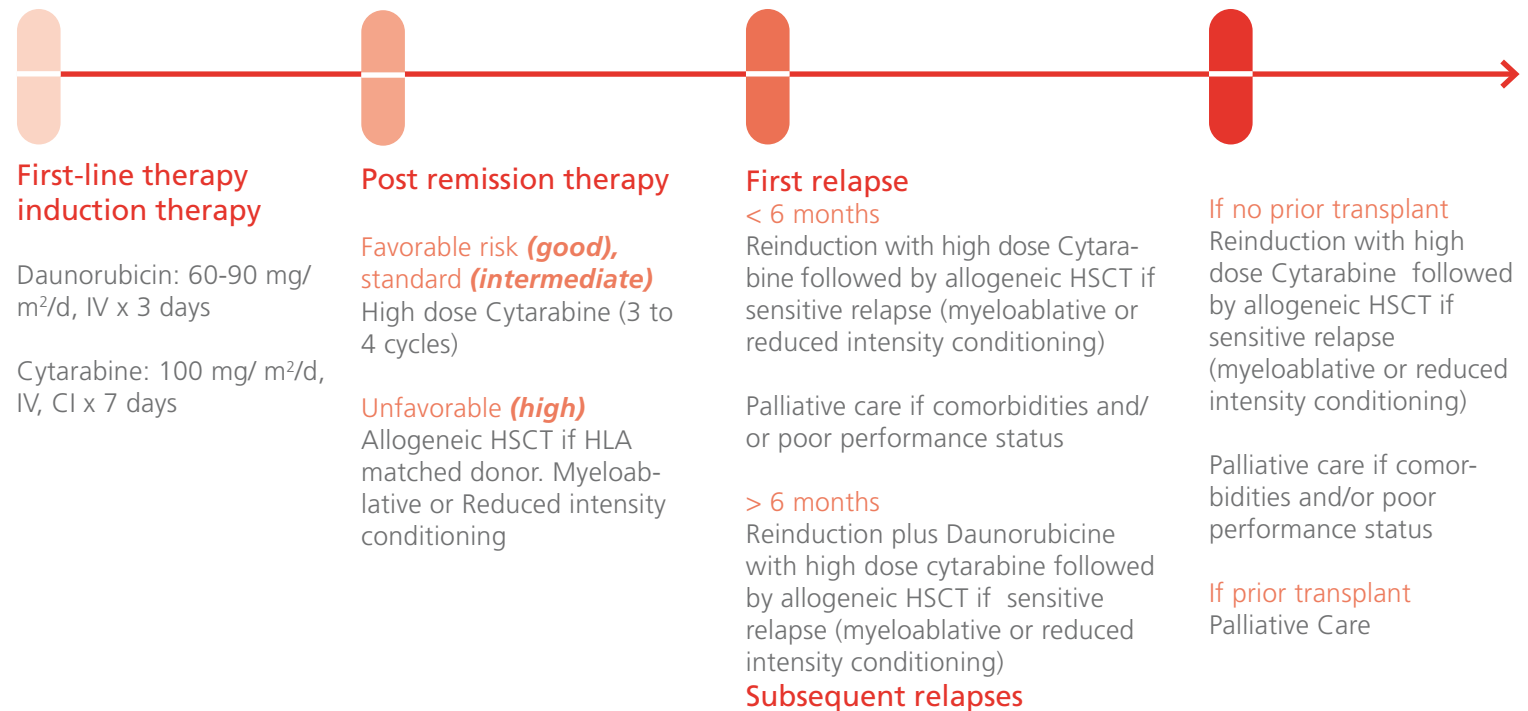 First-line therapy
induction therapy
Daunorubicin: 60-90 mg/
m²/d, IV x 3 days
Cytarabine: 100 mg/ m²/d,
IV, CI x 7 days
Post remission therapy
Favorable risk (good),
standard (intermediate)
High dose Cytarabine (3 to
4 cycles)
Unfavorable (high)
Allogeneic HSCT if HLA
matched donor. Myeloab-
lative or Reduced intensity
conditioning
First relapse
< 6 months
Reinduction with high dose Cytara-
bine followed by allogeneic HSCT if
sensitive relapse (myeloablative or
reduced intensity conditioning)
Palliative care if comorbidities and/
or poor performance status
> 6 months
Reinduction plus Daunorubicine
with high dose cytarabine followed
by allogeneic HSCT if sensitive
relapse (myeloablative or reduced
intensity conditioning)
Subsequent relapses
If no prior transplant
Reinduction with high
dose Cytarabine followed
by allogeneic HSCT if
sensitive relapse
(myeloablative or reduced
intensity conditioning)
Palliative care if comor-
bidities and/or poor
performance status
If prior transplant
Palliative Care